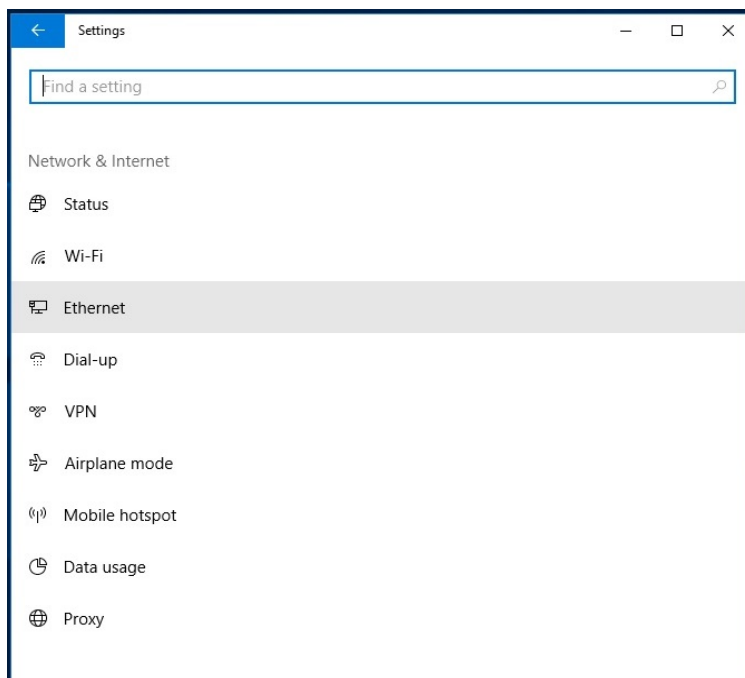 Settings
Find a setting
Network & Internet
Status
Wi-Fi
Ethernet
Dial-up
VPN
Airplane mode
Mobile hotspot
Data usage
Proxy